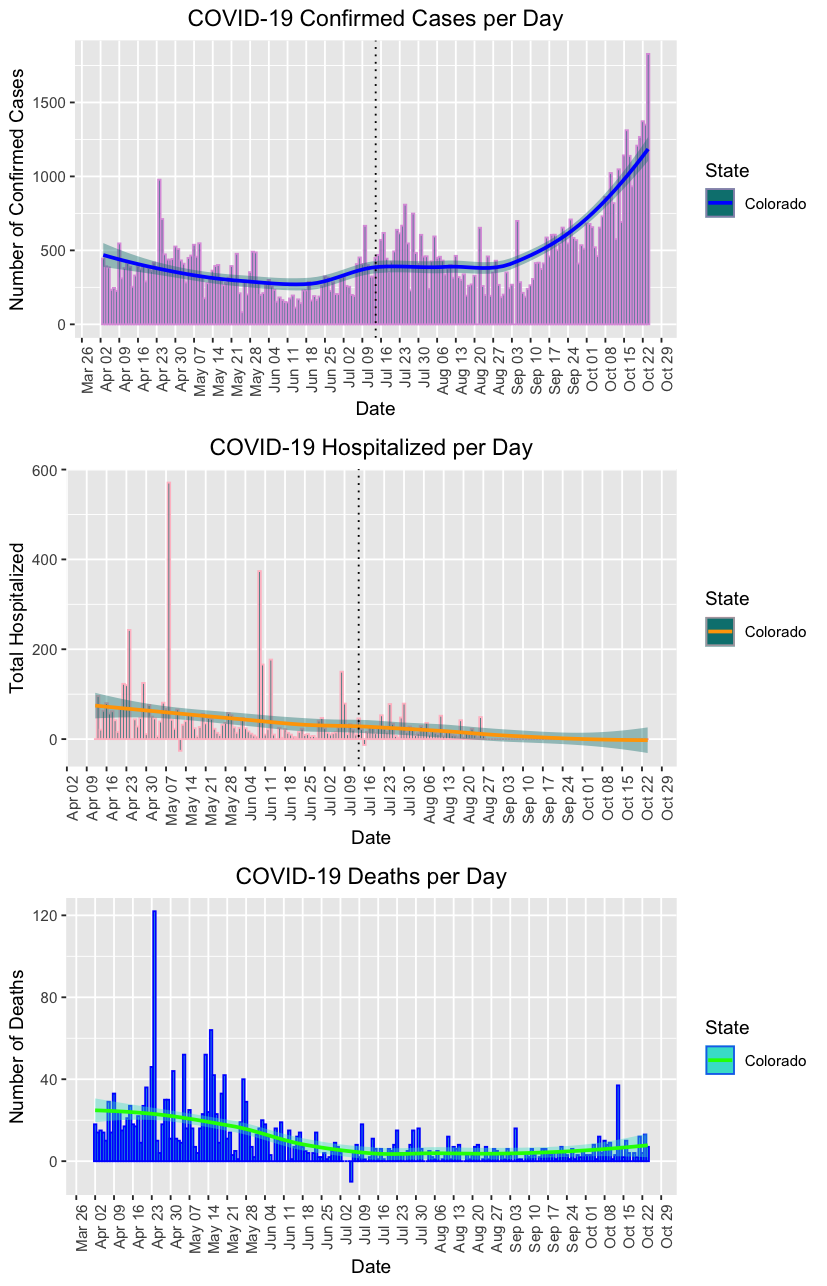 COVID-19 Confirmed Cases per Day
Number of Confirmed Cases
1500
1000
500
0
Mar 26 Apr 02 Apr 09 Apr 16 Apr 23 Apr 30 May 07 May 14 May 21 May 28 Jun 04 Jun 11 Jun 18 Jun 25 Jul 02 Jul 09 Jul 16 Jul 23 Jul 30 Aug 06 Aug 13 Aug 20 Aug 27 Sep 03 Sep 10 Sep 17 Sep 24 Oct 01 Oct 08 Oct 15 Oct 22 Oct 29
Date
State
Colorado
COVID-19 Hospitalized per Day
Total Hospitalized
600
400
200
0
Apr 02 Apr 09 Apr 16 Apr 23 Apr 30 May 07 May 14 May 21 May 28 Jun 04 Jun 11 Jun 18 Jun 25 Jul 02 Jul 09 Jul 16 Jul 23 Jul 30 Aug 06 Aug 13 Aug 20 Aug 27 Sep 03 Sep 10 Sep 17 Sep 24 Oct 01 Oct 08 Oct 15 Oct 22 Oct 29
Date
State
Colorado
COVID-19 Deaths per Day
Number of Deaths
120
80
40
0
Mar 26 Apr 02 Apr 09 Apr 16 Apr 23 Apr 30 May 07 May 14 May 21 May 28 Jun 04 Jun 11 Jun 18 Jun 25 Jul 02 Jul 09 Jul 16 Jul 23 Jul 30 Aug 06 Aug 13 Aug 20 Aug 27 Sep 03 Sep 10 Sep 17 Sep 24 Oct 01 Oct 08 Oct 15 Oct 22 Oct 29
Date
State
Colorado